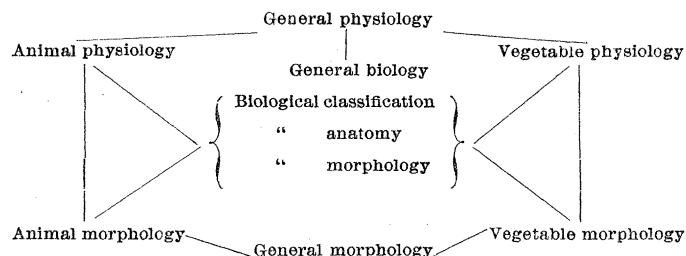 General physiology
Animal physiology
Vegetable physiology
General biology
Biological classification
“ anatomy
“ morphology
Animal morphology
Vegetable morphology
General morphology